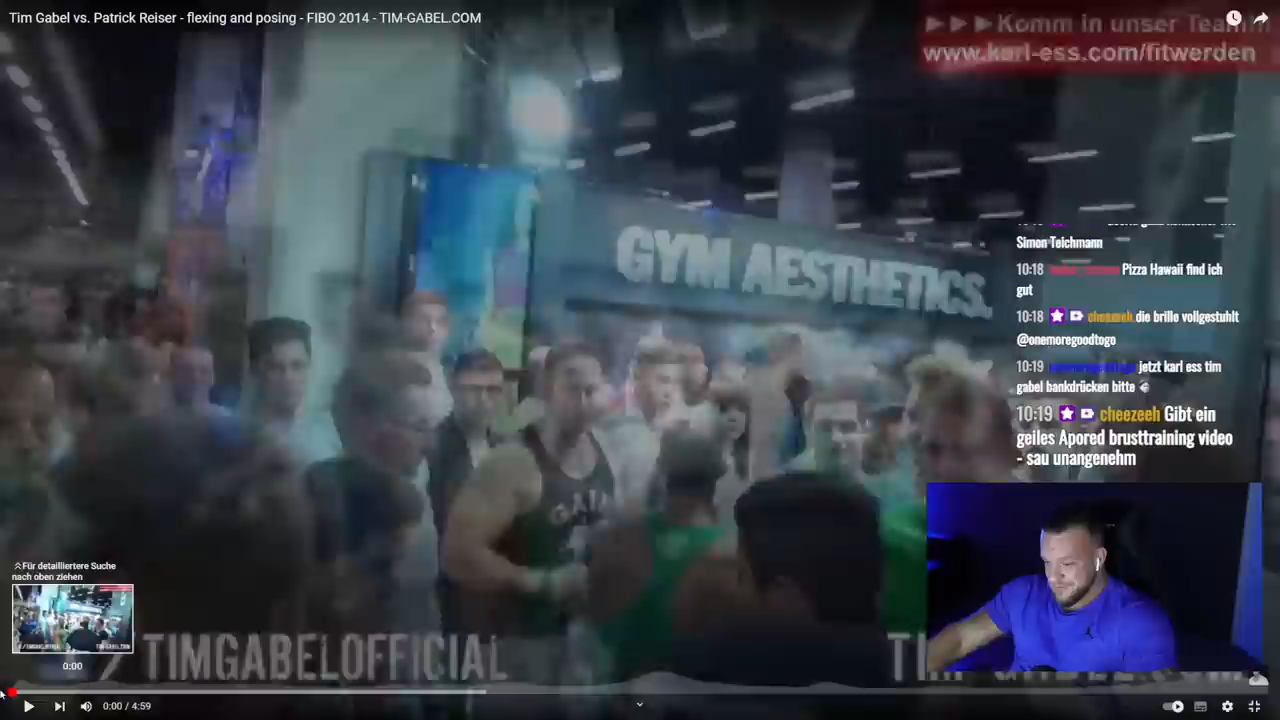 Tim Gabel vs. Patrick Reiser - flexing and posing - FIBO 2014 - TIM-GABEL.COM
►►►Komm in unser Team!!!
www.karl-ess.com/fitwerden
GYM AESTHETICS.
Simon Teichmann
10:18 Pizza Hawaii find ich
gut
10:18 cheezeeh die brille vollgestuhlt
@onemoregoodtogo
10:19 onemoregoodtogo jetzt karl ess tim
gabel bankdrücken bitte
10:19 cheezeeh Gibt ein
geiles Apored brusttraining video
- sau unangenehm
Für detailliertere Suche
nach oben ziehen
0:00
/ TIMGABELOFFICIAL
0:00 / 4:59